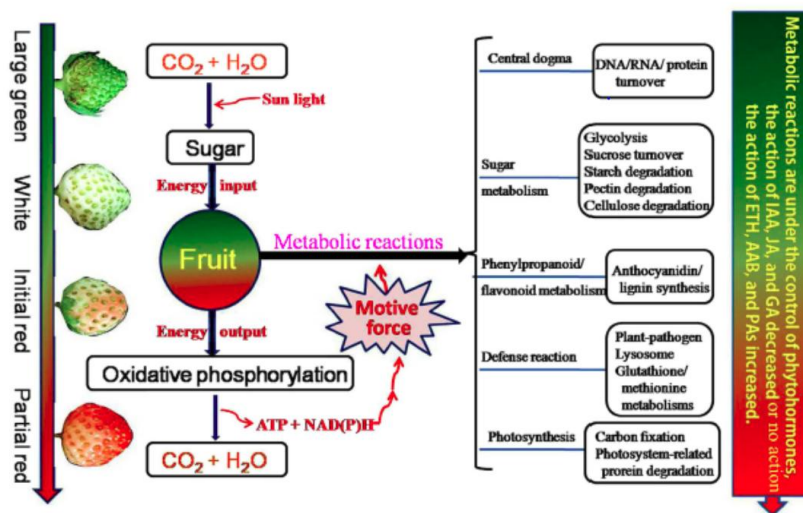 Large green
White
Initial red
Partial red
CO₂ + H₂O
Sun light
Sugar
Energy input
Fruit
Metabolic reactions
Motive
force
Energy output
Oxidative phosphorylation
ATP + NAD(P)H
CO₂ + H₂O
Central dogma
DNA/RNA/ protein
turnover
Sugar
metabolism
Glycolysis
Sucrose turnover
Starch degradation
Pectin degradation
Cellulose degradation
Phenylpropanoid/
flavonoid metabolism
Anthocyanidin/
lignin synthesis
Defense reaction
Plant-pathogen
Lysosome
Glutathione/
methionine
metabolisms
Photosynthesis
Carbon fixation
Photosystem-related
prorein degradation
Metabolic reactions are under the control of phytohormones,
the action of IAA, JA, and GA decreased or no action
the action of ETH, AAB, and PAs increased.